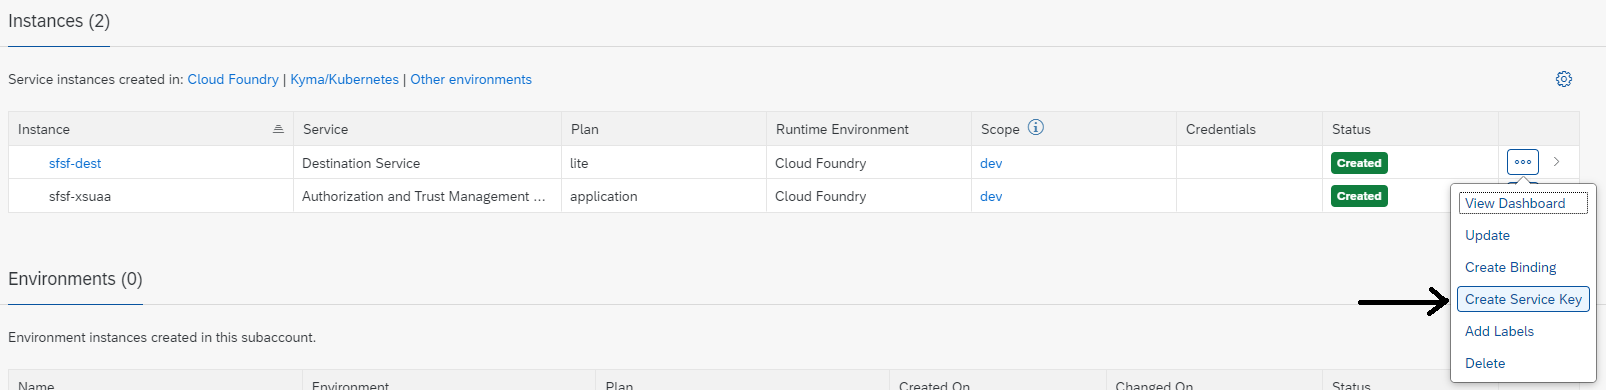 Instances (2)
Service instances created in: Cloud Foundry | Kyma/Kubernetes | Other environments
Instance Service Plan Runtime Environment Scope Credentials Status
sfsf-dest Destination Service lite Cloud Foundry dev Created
sfsf-xsuaa Authorization and Trust Management ... application Cloud Foundry dev Created
View Dashboard
Update
Create Binding
Create Service Key
Add Labels
Delete
Environments (0)
Environment instances created in this subaccount.
Name Environment Plan Created On Changed On Status